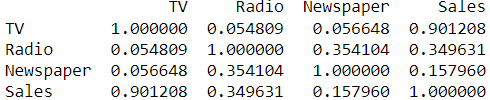 TV Radio Newspaper Sales
TV 1.000000 0.054809 0.056648 0.901208
Radio 0.054809 1.000000 0.354104 0.349631
Newspaper 0.056648 0.354104 1.000000 0.157960
Sales 0.901208 0.349631 0.157960 1.000000